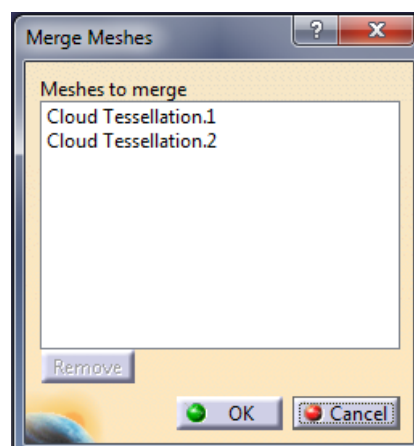 Merge Meshes
?
X
Meshes to merge
Cloud Tessellation.1
Cloud Tessellation.2
Remove
OK
Cancel